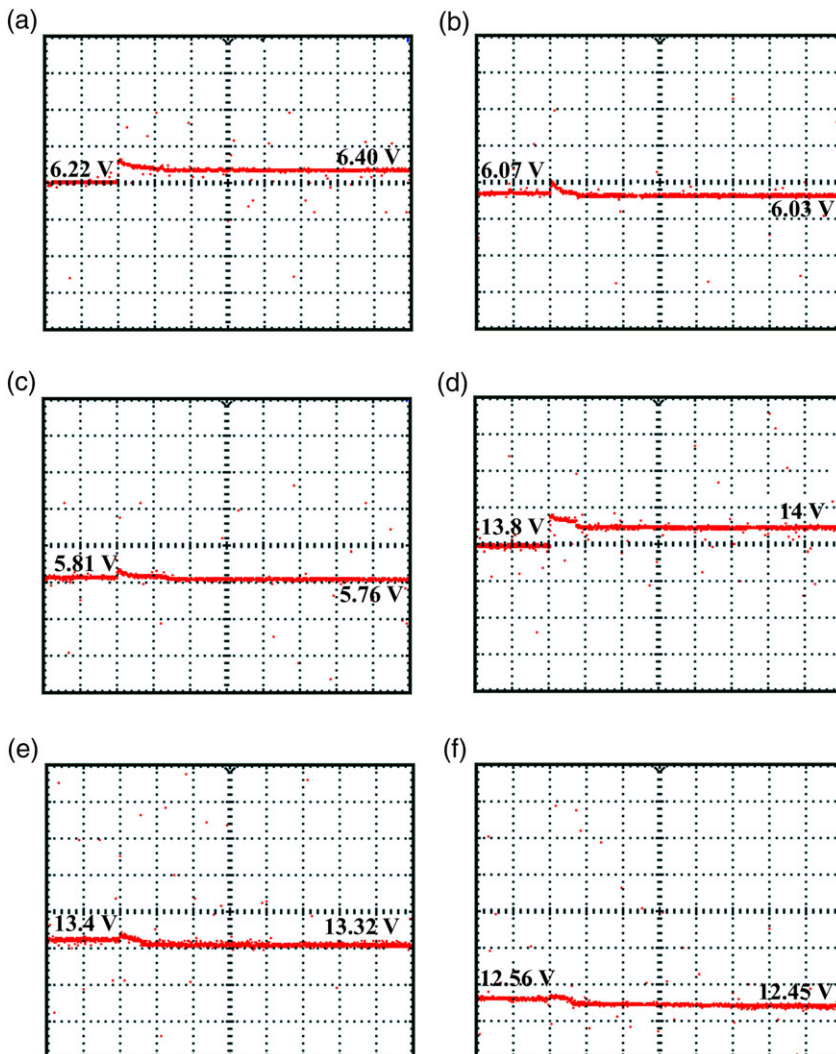 (a)
6.22 V
6.40 V
(b)
6.07 V
6.03 V
(c)
5.81 V
5.76 V
(d)
13.8 V
14 V
(e)
13.4 V
13.32 V
(f)
12.56 V
12.45 V